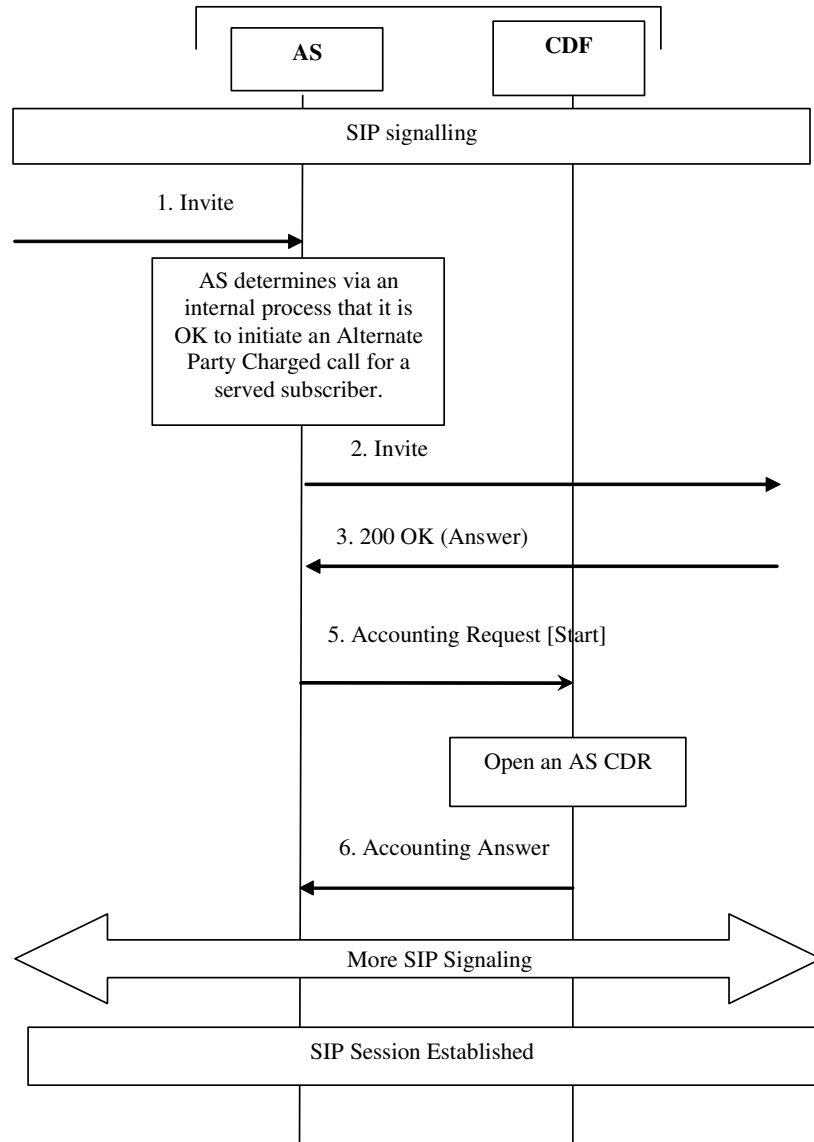 AS
CDF
SIP signalling
1. Invite
AS determines via an
internal process that it is
OK to initiate an Alternate
Party Charged call for a
served subscriber.
2. Invite
3. 200 OK (Answer)
5. Accounting Request [Start]
Open an AS CDR
6. Accounting Answer
More SIP Signaling
SIP Session Established